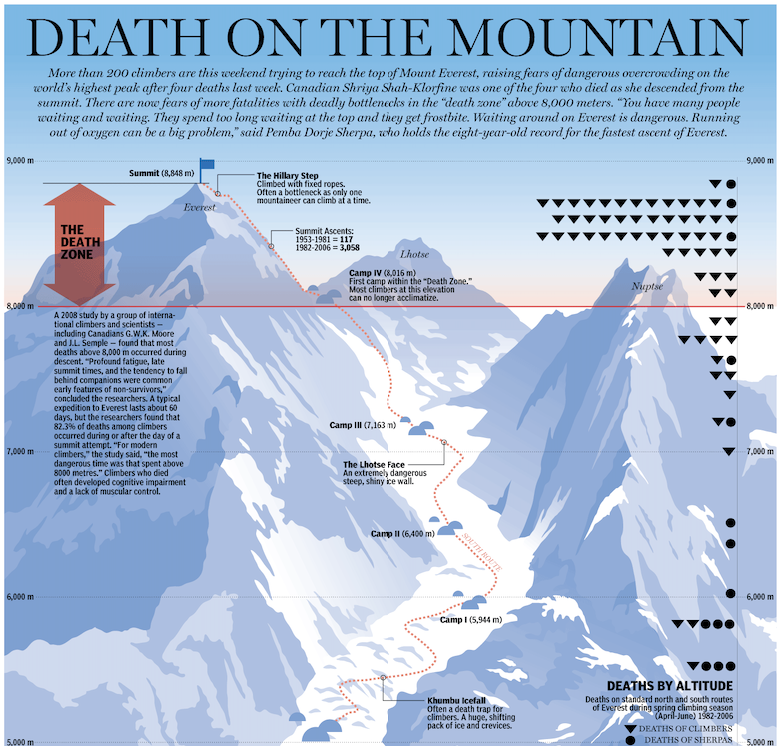 DEATH ON THE MOUNTAIN
More than 200 climbers are this weekend trying to reach the top of Mount Everest, raising fears of dangerous overcrowding on the
world's highest peak after four deaths last week. Canadian Shriya Shah-Klorfine was one of the four who died as she descended from the
summit. There are now fears of more fatalities with deadly bottlenecks in the "death zone" above 8,000 meters. "You have many people
waiting and waiting. They spend too long waiting at the top and they get frostbite. Waiting around on Everest is dangerous. Running
out of oxygen can be a big problem," said Pemba Dorje Sherpa, who holds the eight-year-old record for the fastest ascent of Everest.
9,000 m
9,000 m
Summit (8,848 m)
The Hillary Step
Climbed with fixed ropes.
Often a bottleneck as only one
mountaineer can climb at a time.
Everest
THE
DEATH
ZONE
Summit Ascents:
1953-1981 = 117
1982-2006 = 3,058
Lhotse
Camp IV (8,016 m)
First camp within the "Death Zone."
Most climbers at this elevation
can no longer acclimatize.
Nuptse
8,000 m
8,000 m
A 2008 study by a group of interna-
tional climbers and scientists —
including Canadians G.W.K. Moore
and J.L. Semple — found that most
deaths above 8,000 m occurred during
descent. "Profound fatigue, late
summit times, and the tendency to fall
behind companions were common
early features of non-survivors,"
concluded the researchers. A typical
expedition to Everest lasts about 60
days, but the researchers found that
82.3% of deaths among climbers
occurred during or after the day of a
summit attempt. "For modern
climbers," the study said, "the most
dangerous time was that spent above
8000 metres." Climbers who died
often developed cognitive impairment
and a lack of muscular control.
Camp III (7,163 m)
7,000 m
7,000 m
The Lhotse Face
An extremely dangerous
steep, shiny ice wall.
Camp II (6,400 m)
SOUTH ROUTE
6,000 m
6,000 m
Camp I (5,944 m)
Khumbu Icefall
Often a death trap for
climbers. A huge, shifting
pack of ice and crevices.
DEATHS BY ALTITUDE
Deaths on standard north and south routes
of Everest during spring climbing season
(April-June) 1982-2006
DEATHS OF CLIMBERS
DEATHS OF SHERPAS
5,000 m
5,000 m